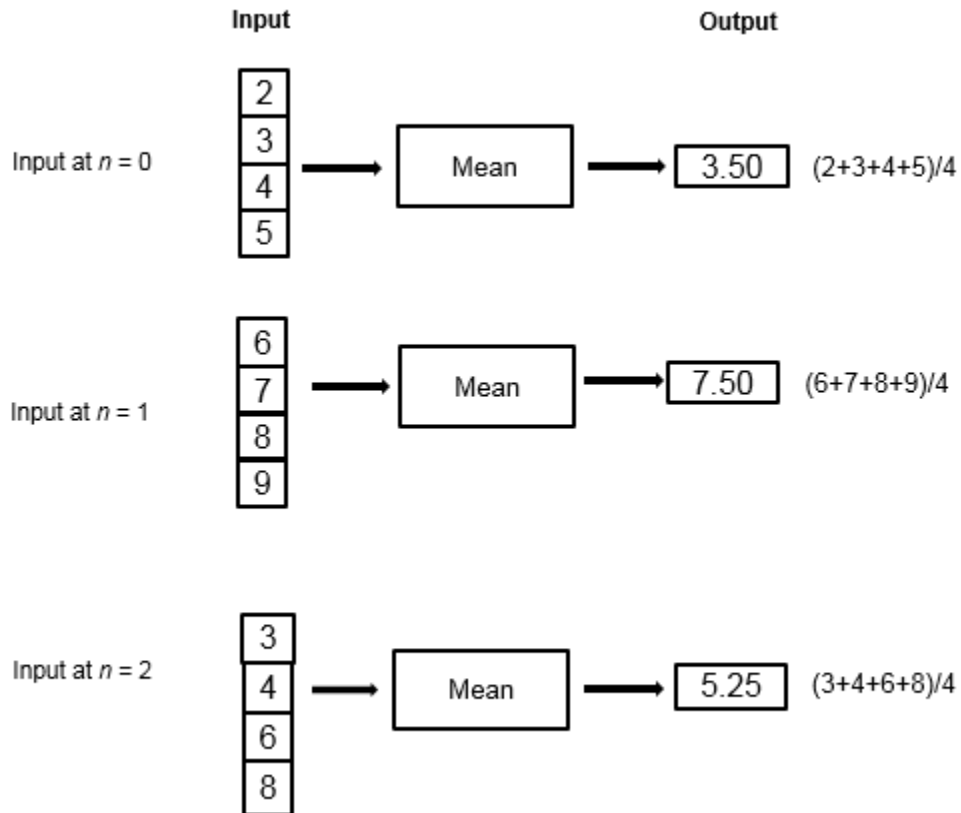 Input Output
2
3
Input at n = 0 Mean 3.50 (2+3+4+5)/4
4
5
6
7 Mean 7.50 (6+7+8+9)/4
Input at n = 1
8
9
3
Input at n = 2
4 Mean 5.25 (3+4+6+8)/4
6
8